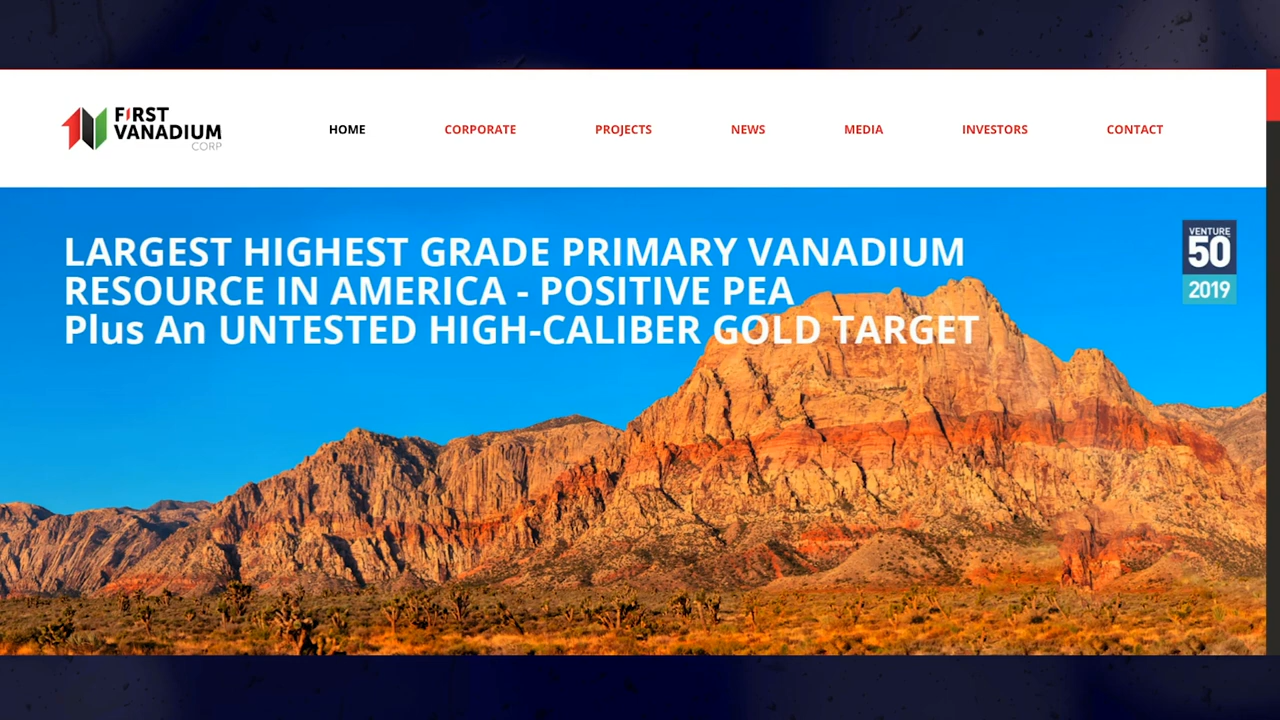 FIRST
VANADIUM
CORP
HOME CORPORATE PROJECTS NEWS MEDIA INVESTORS CONTACT
LARGEST HIGHEST GRADE PRIMARY VANADIUM
RESOURCE IN AMERICA - POSITIVE PEA
Plus An UNTESTED HIGH-CALIBER GOLD TARGET
VENTURE
50
2019